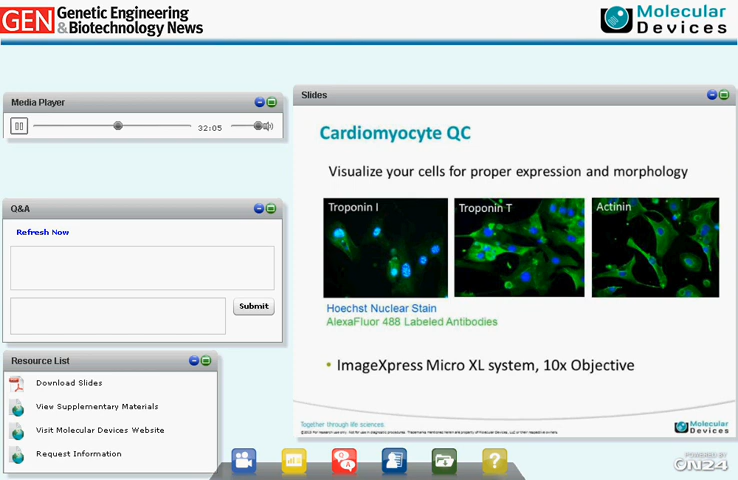 GEN Genetic Engineering
& Biotechnology News
Molecular
Devices
Media Player
32:05
Q&A
Refresh Now
Submit
Resource List
Download Slides
View Supplementary Materials
Visit Molecular Devices Website
Request Information
Slides
Cardiomyocyte QC
Visualize your cells for proper expression and morphology
Troponin I
Troponin T
Actinin
Hoechst Nuclear Stain
AlexaFluor 488 Labeled Antibodies
• ImageXpress Micro XL system, 10x Objective
Together through life sciences.
Molecular
Devices
Q
A
?
POWERED BY
ON24